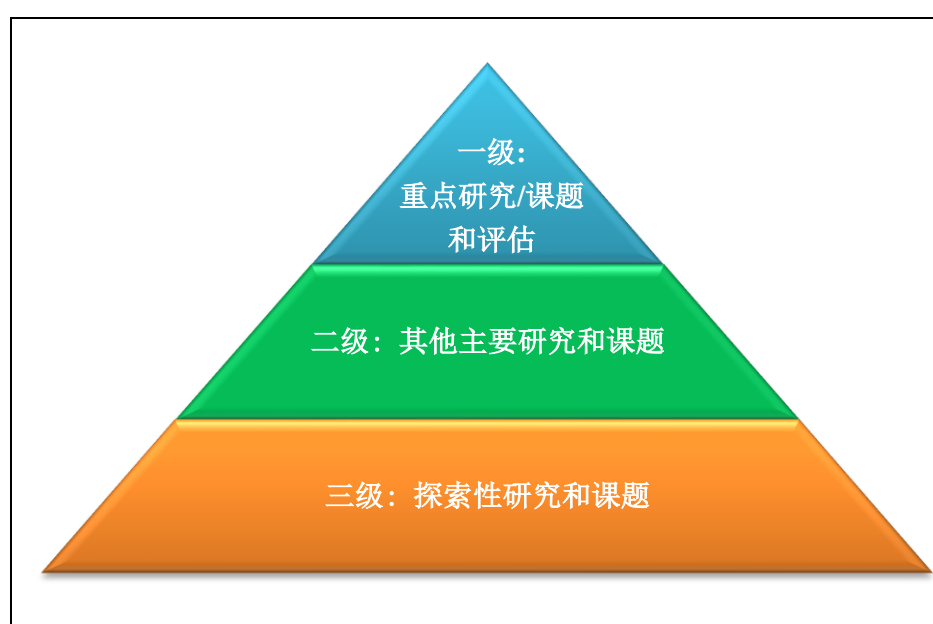 一级:
重点研究/课题
和评估
二级：其他主要研究和课题
三级：探索性研究和课题